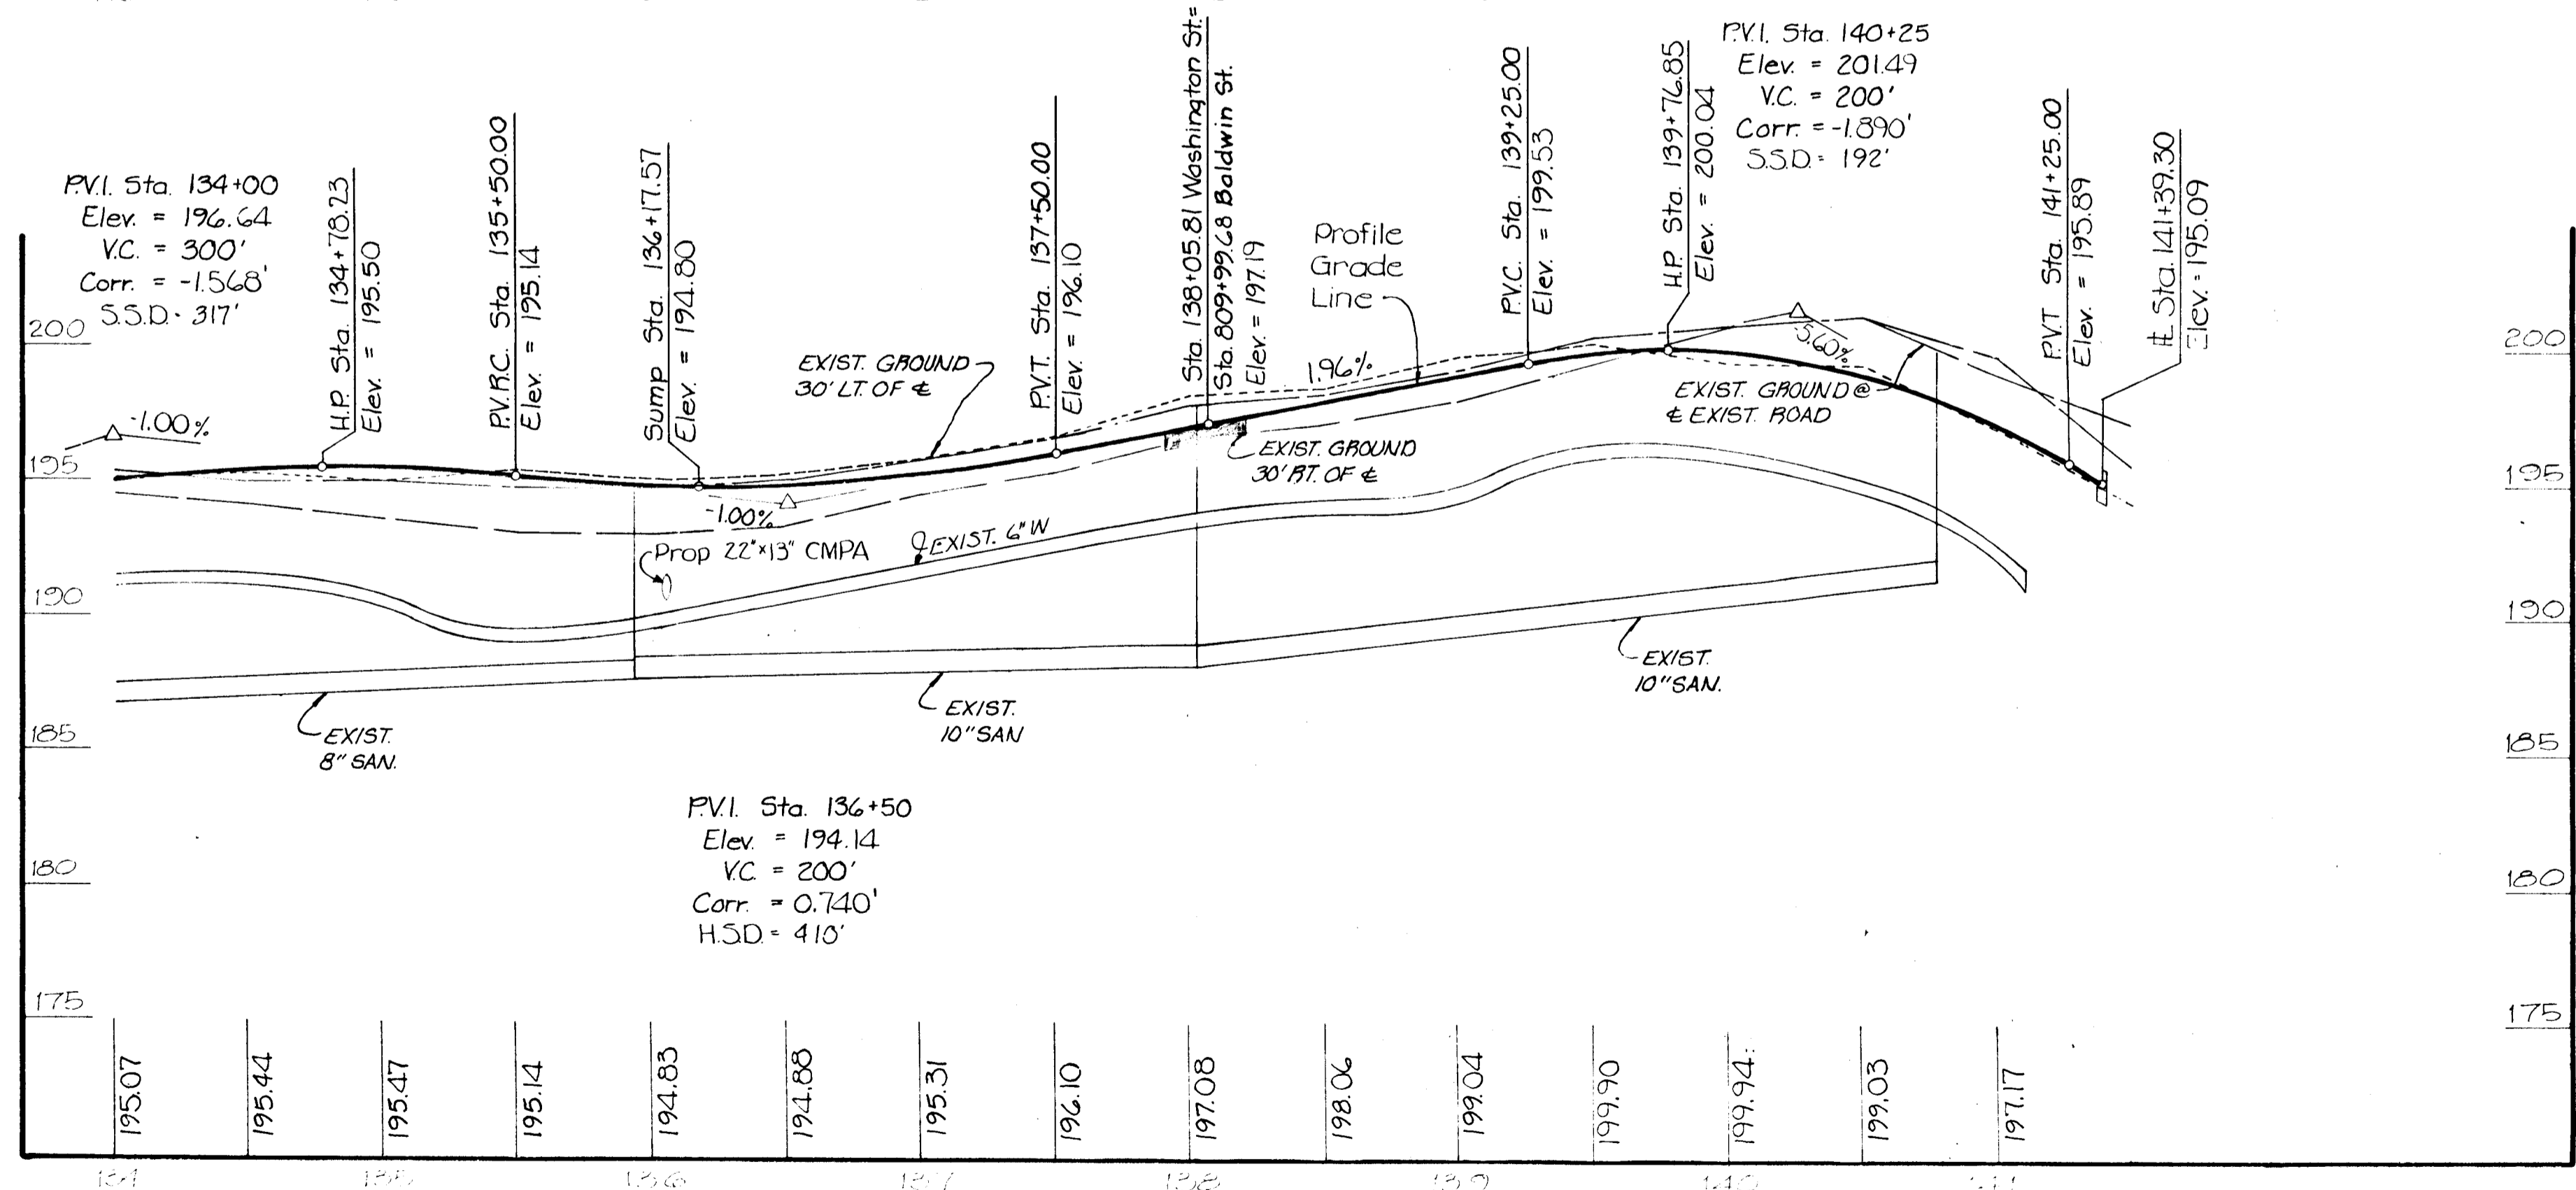 P.V.I. Sta. 134+00
Elev. = 196.64
V.C. = 300'
Corr. = -1.568'
S.S.D. = 317'
H.P. Sta. 134+78.23
Elev. = 195.50
P.V.R.C. Sta. 135+50.00
Elev. = 195.14
Sump Sta. 136+17.57
Elev. = 194.80
P.V.T. Sta. 137+50.00
Elev. = 196.10
Sta. 138+05.81 Washington St.=
Sta. 809+99.68 Baldwin St.
Elev. = 197.19
Profile
Grade
Line
P.V.C. Sta. 139+25.00
Elev. = 199.53
H.P. Sta. 139+76.85
Elev. = 200.04
P.V.I. Sta. 140+25
Elev. = 201.49
V.C. = 200'
Corr. = -1.890'
S.S.D. = 192'
P.V.T Sta. 141+25.00
Elev. = 195.89
℄ Sta. 141+39.30
Elev. = 195.09
200
195
190
185
180
175
200
195
190
185
180
175
-1.00%
-1.00%
1.96%
-5.60%
EXIST. GROUND
30' LT. OF ℄
EXIST. GROUND
30' RT. OF ℄
EXIST. GROUND @
℄ EXIST. ROAD
Prop 22"x13" CMPA
EXIST. 6" W
EXIST.
8" SAN.
EXIST.
10" SAN
EXIST.
10" SAN.
P.V.I. Sta. 136+50
Elev. = 194.14
V.C. = 200'
Corr. = 0.740'
H.S.D. = 410'
195.07
195.44
195.47
195.14
194.83
194.88
195.31
196.10
197.08
198.06
199.04
199.90
199.94
199.03
197.17
134
135
136
137
138
139
140